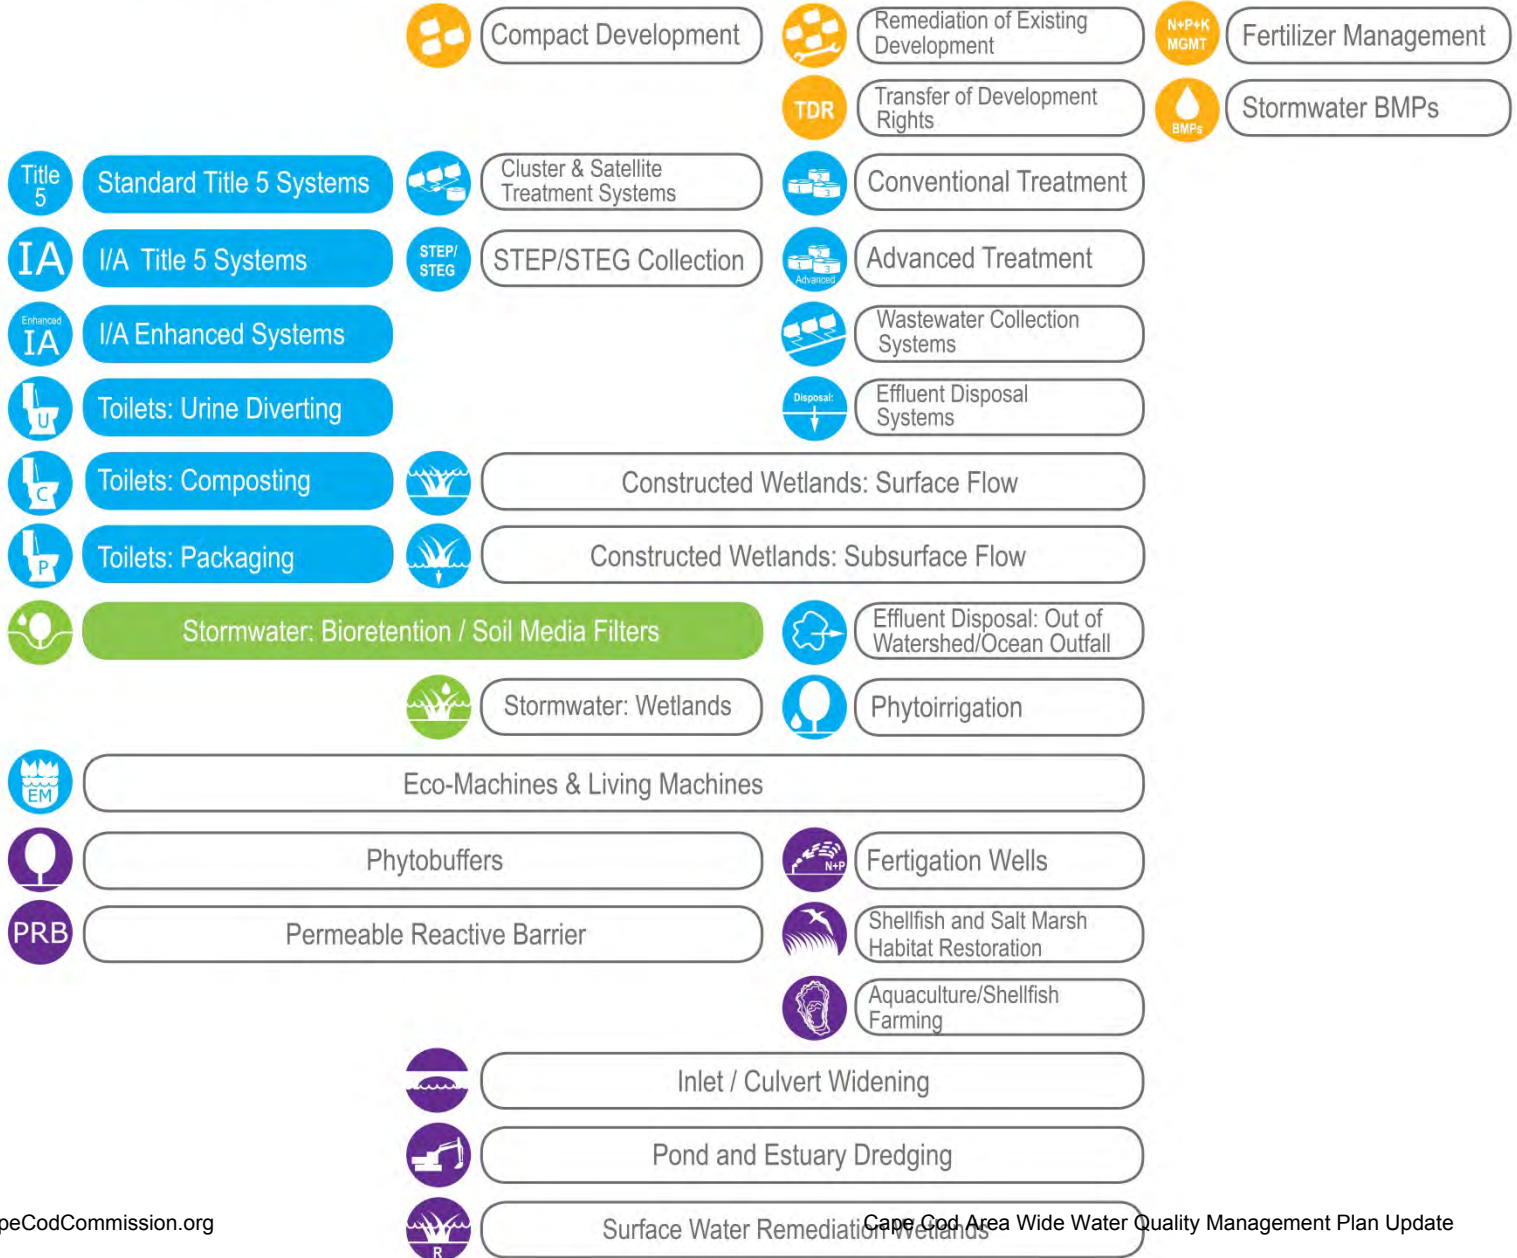 Compact Development
Remediation of Existing
Development
N+P+K
MGMT
Fertilizer Management
TDR
Transfer of Development
Rights
BMPs
Stormwater BMPs
Title
5
Standard Title 5 Systems
Cluster & Satellite
Treatment Systems
Conventional Treatment
IA
I/A Title 5 Systems
STEP/
STEG
STEP/STEG Collection
Advanced
Advanced Treatment
Enhanced
IA
I/A Enhanced Systems
Wastewater Collection
Systems
U
Toilets: Urine Diverting
Disposal:
Effluent Disposal
Systems
C
Toilets: Composting
Constructed Wetlands: Surface Flow
P
Toilets: Packaging
Constructed Wetlands: Subsurface Flow
Stormwater: Bioretention / Soil Media Filters
Effluent Disposal: Out of
Watershed/Ocean Outfall
Stormwater: Wetlands
Phytoirrigation
EM
Eco-Machines & Living Machines
Phytobuffers
N+P
Fertigation Wells
PRB
Permeable Reactive Barrier
Shellfish and Salt Marsh
Habitat Restoration
Aquaculture/Shellfish
Farming
Inlet / Culvert Widening
Pond and Estuary Dredging
R
Surface Water Remediation Wetlands
peCodCommission.org
Cape Cod Area Wide Water Quality Management Plan Update